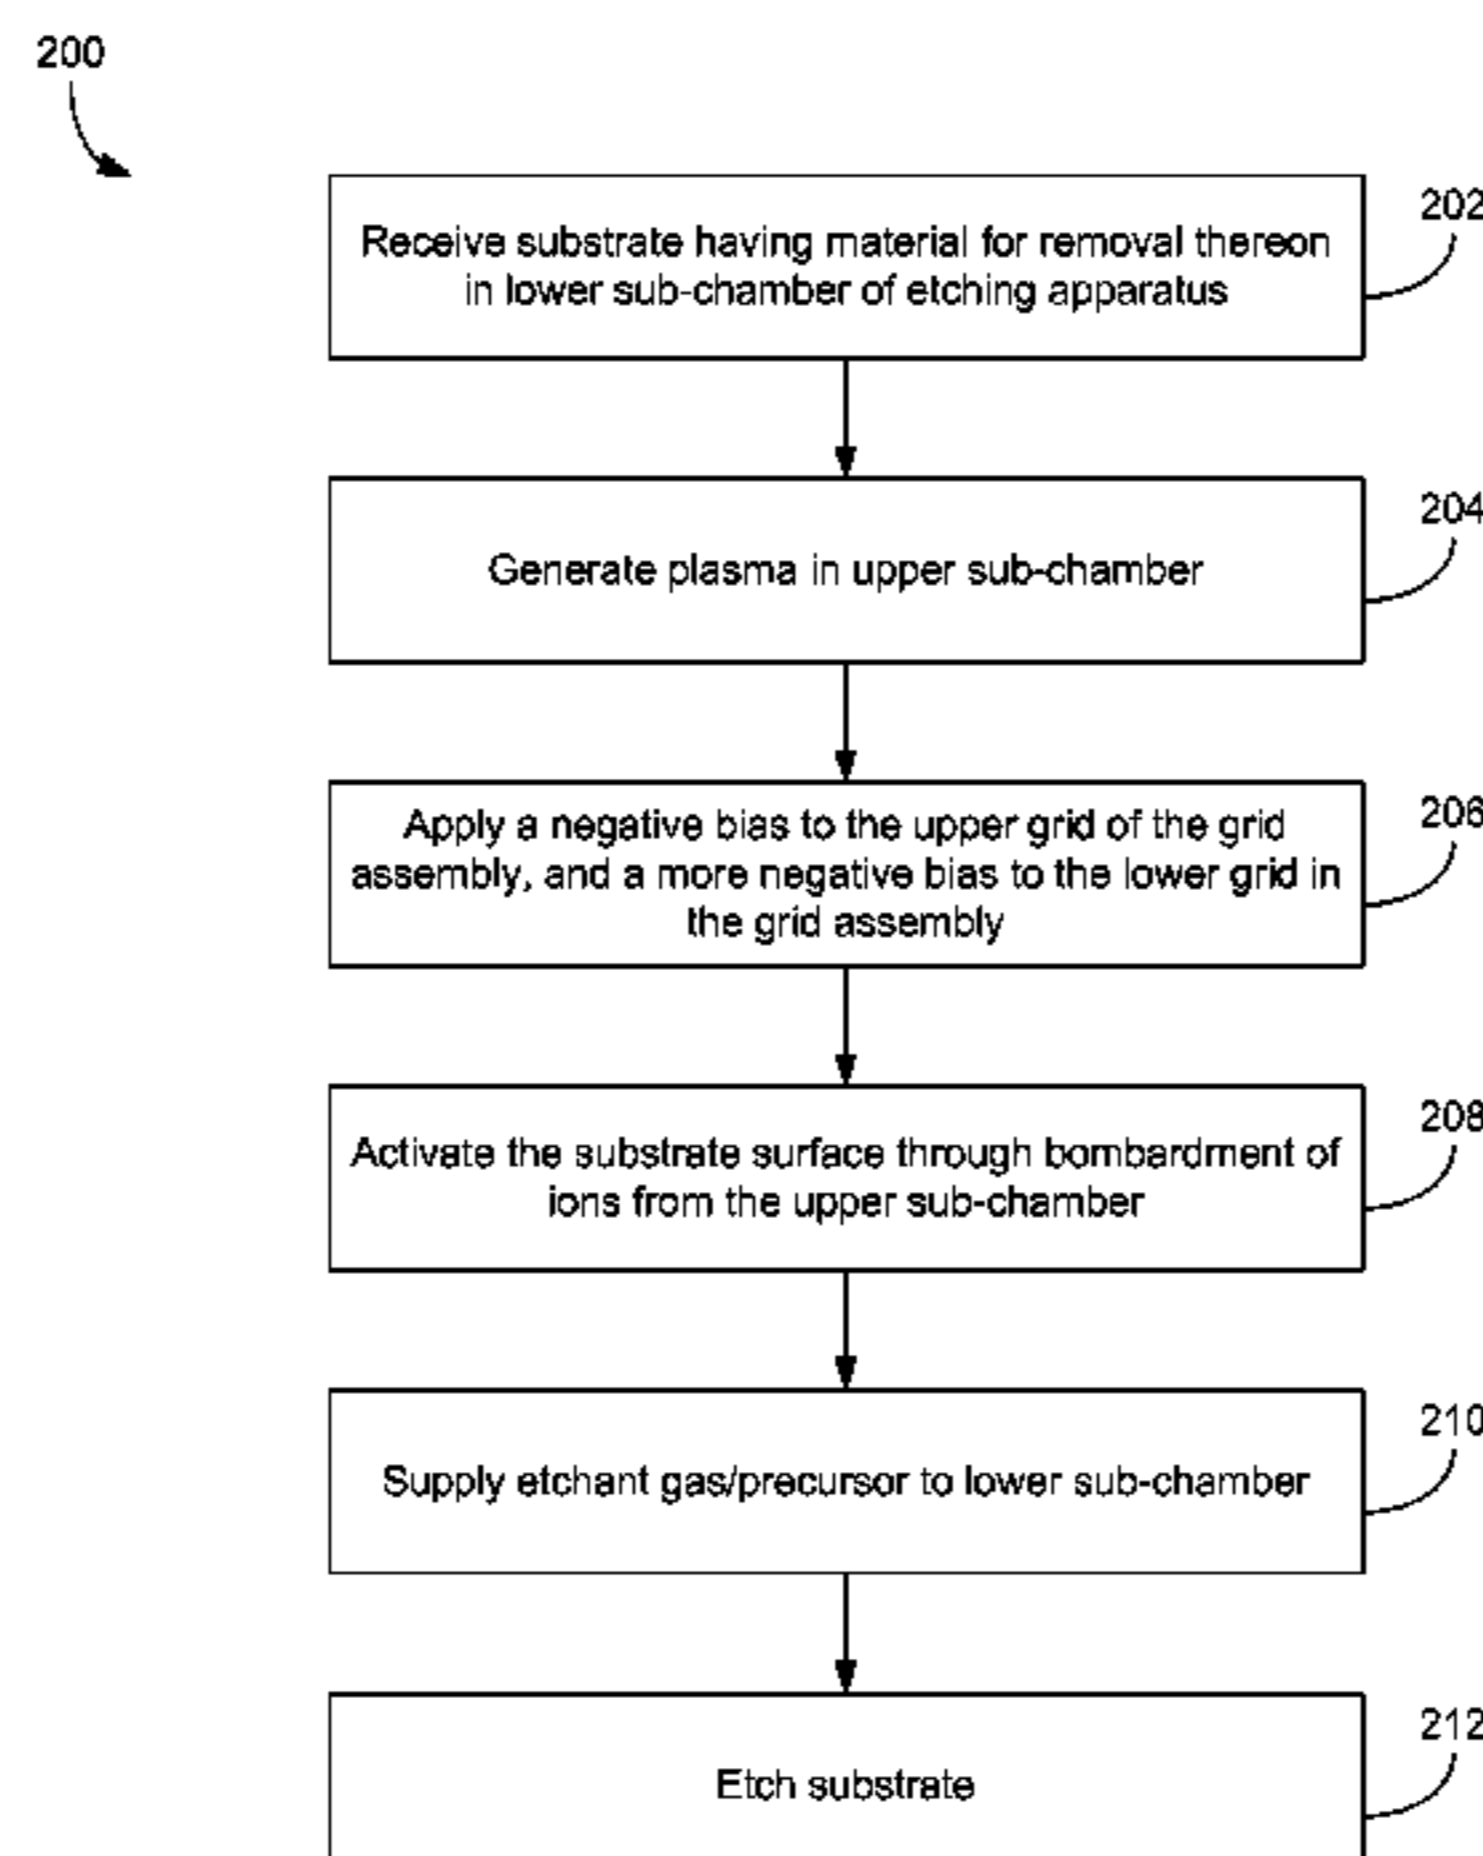 200
202
Receive substrate having material for removal thereon
in lower sub-chamber of etching apparatus
204
Generate plasma in upper sub-chamber
206
Apply a negative bias to the upper grid of the grid
assembly, and a more negative bias to the lower grid in
the grid assembly
208
Activate the substrate surface through bombardment of
ions from the upper sub-chamber
210
Supply etchant gas/precursor to lower sub-chamber
212
Etch substrate